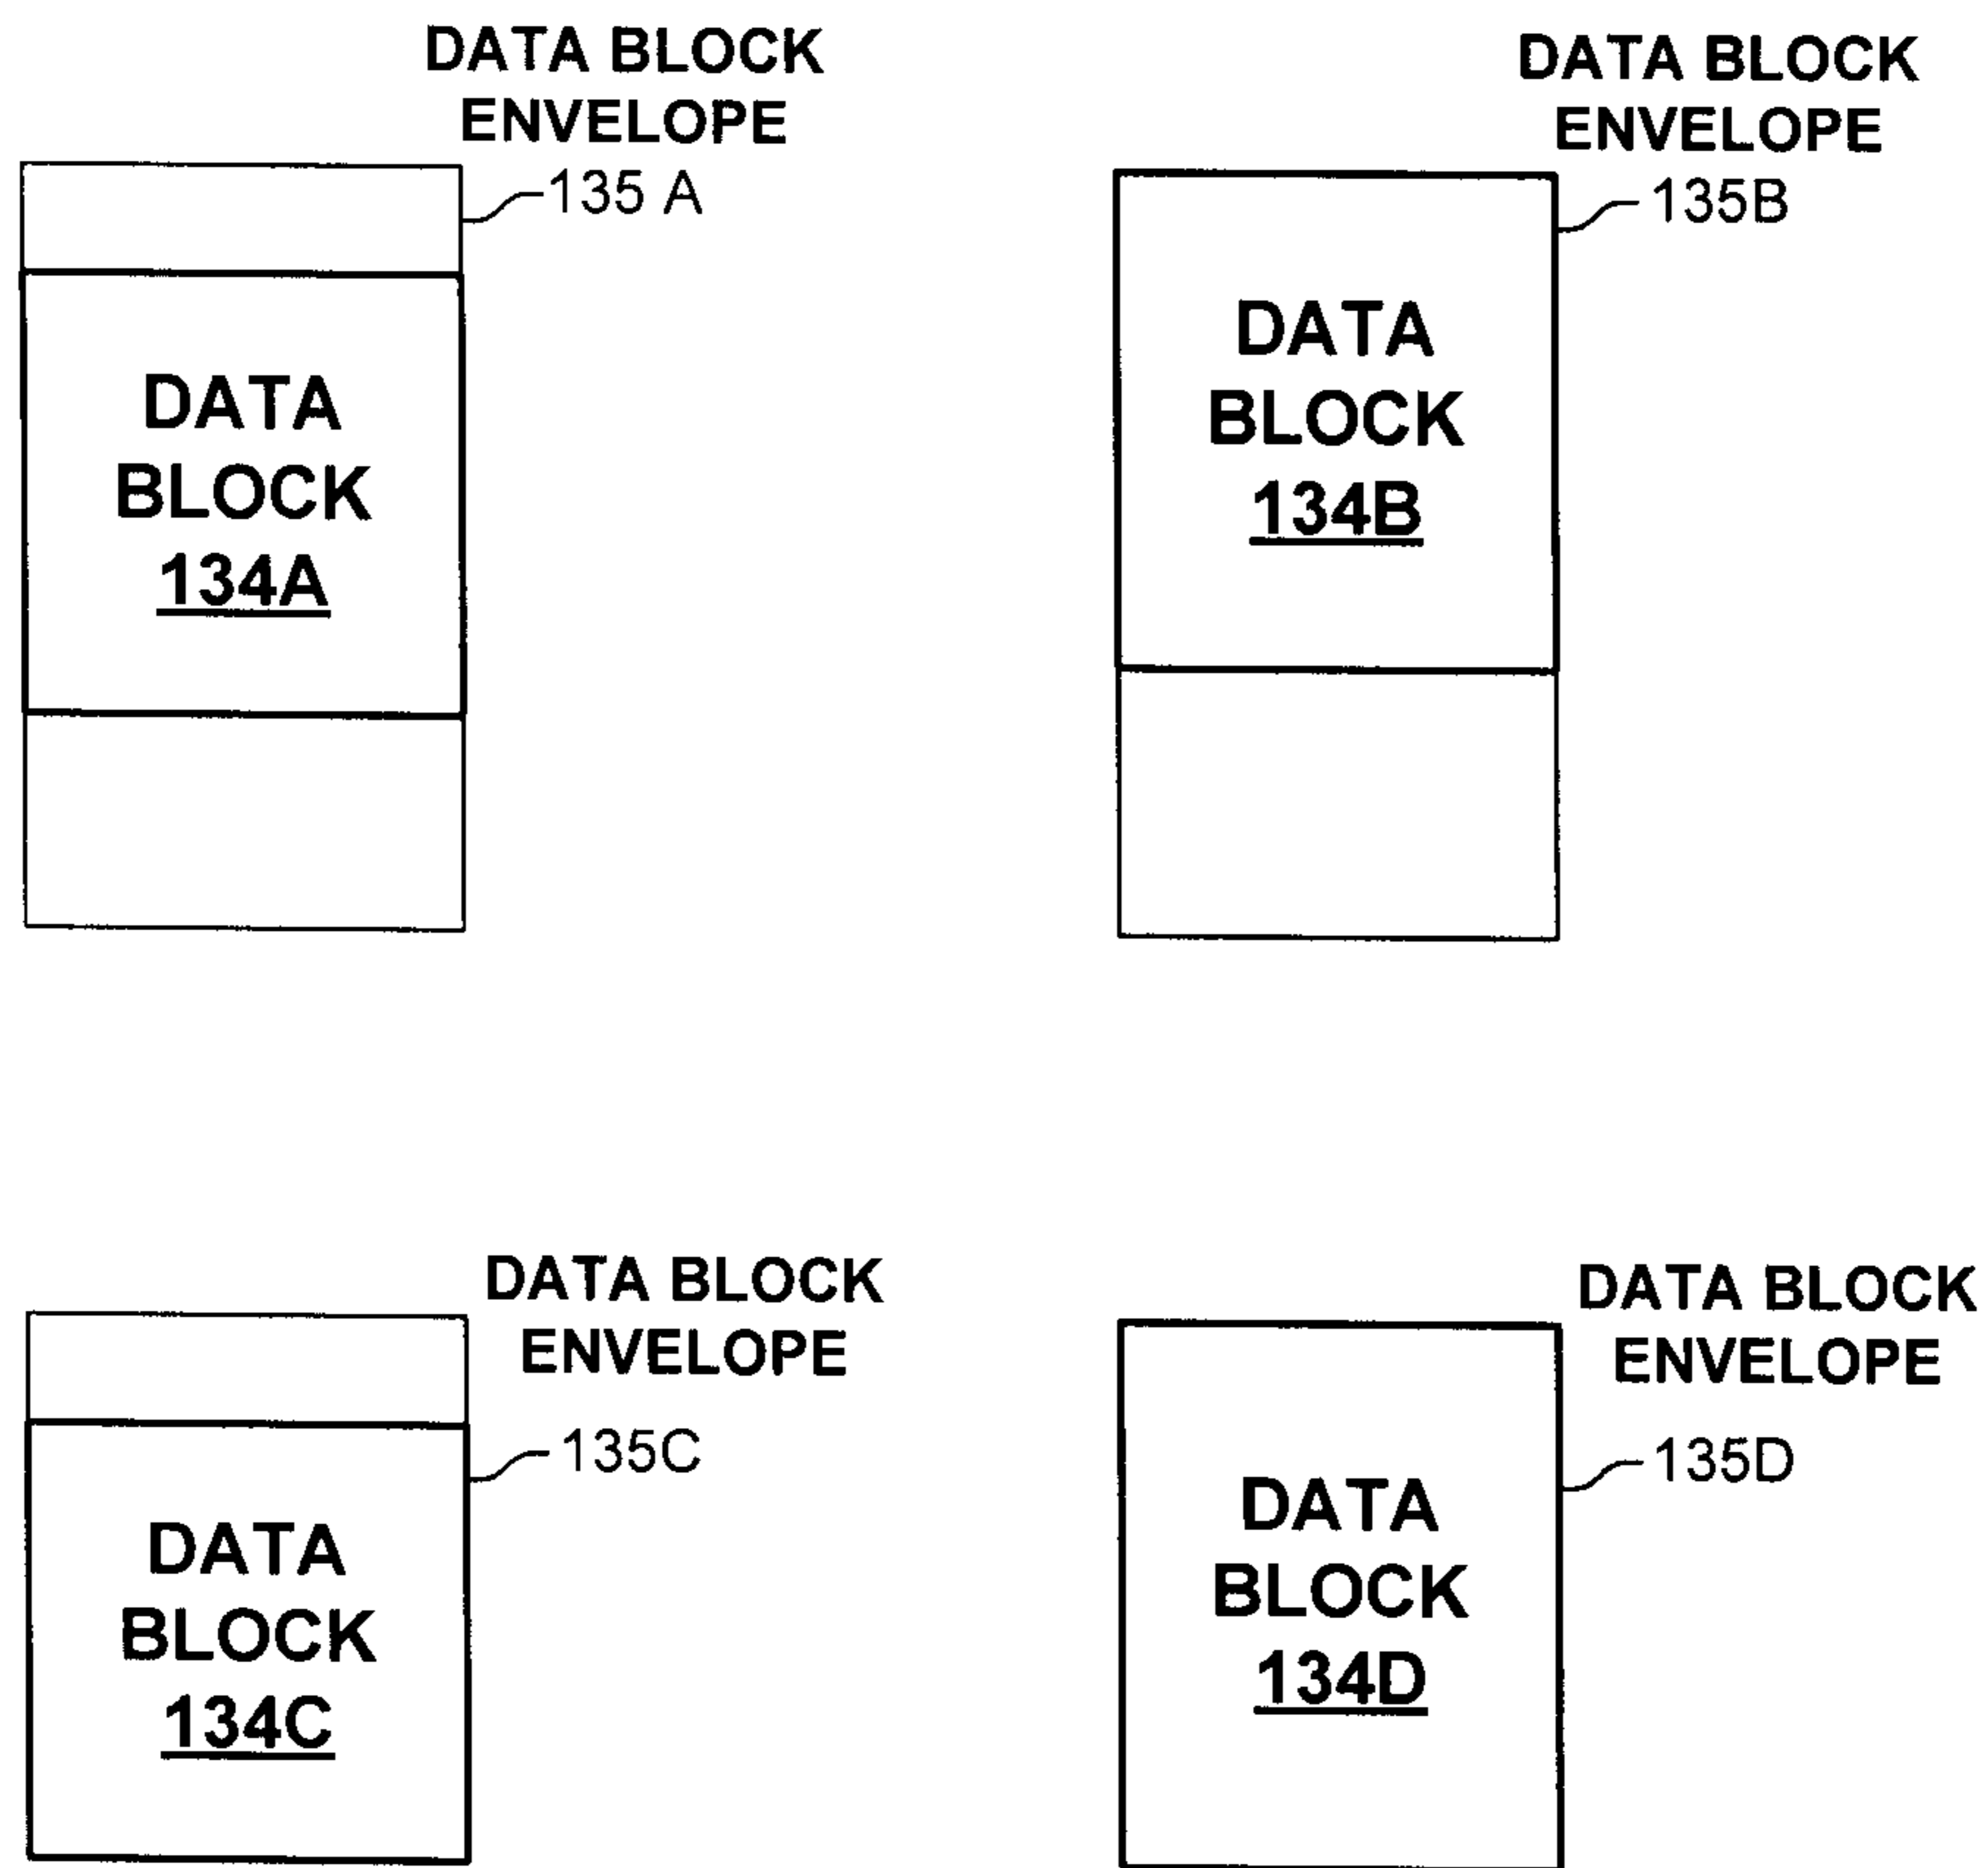 DATA BLOCK
ENVELOPE
135 A
DATA
BLOCK
134A
DATA BLOCK
ENVELOPE
135B
DATA
BLOCK
134B
DATA BLOCK
ENVELOPE
135C
DATA
BLOCK
134C
DATA BLOCK
ENVELOPE
135D
DATA
BLOCK
134D